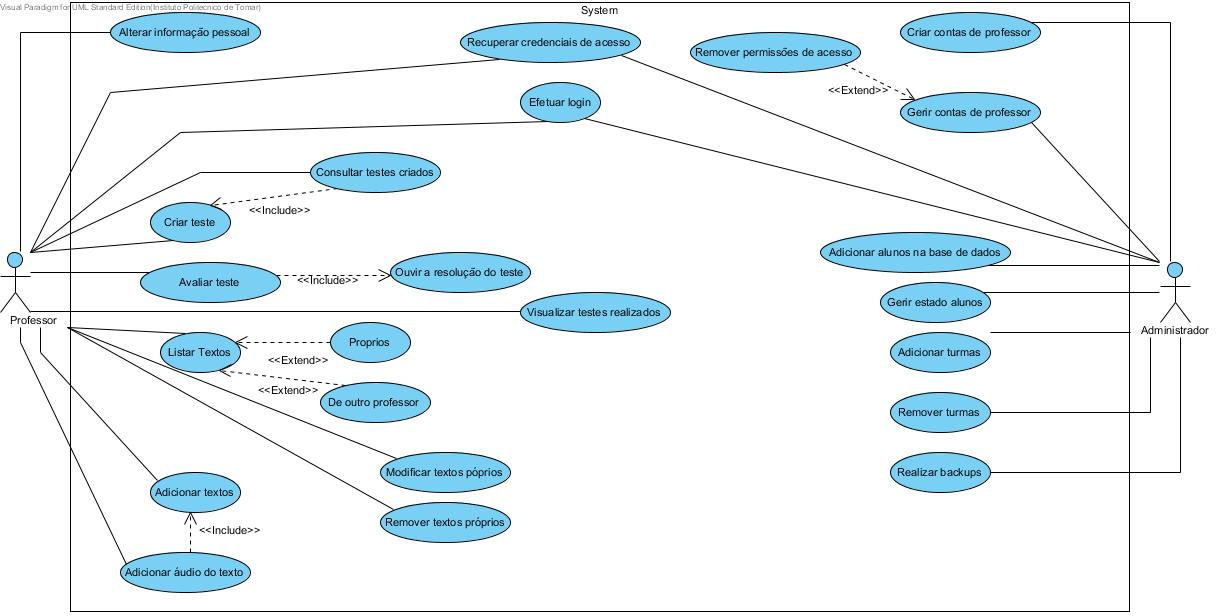 Visual Paradigm for UML Standard Edition(Instituto Politecnico de Tomar)
System
Alterar informação pessoal
Recuperar credenciais de acesso
Remover permissões de acesso
Criar contas de professor
<<Extend>>
Efetuar login
Gerir contas de professor
Consultar testes criados
<<Include>>
Criar teste
Adicionar alunos na base de dados
Avaliar teste
<<Include>>
Ouvir a resolução do teste
Gerir estado alunos
Visualizar testes realizados
Professor
Administrador
Listar Textos
Proprios
<<Extend>>
Adicionar turmas
<<Extend>>
De outro professor
Remover turmas
Modificar textos póprios
Realizar backups
Adicionar textos
Remover textos próprios
<<Include>>
Adicionar áudio do texto